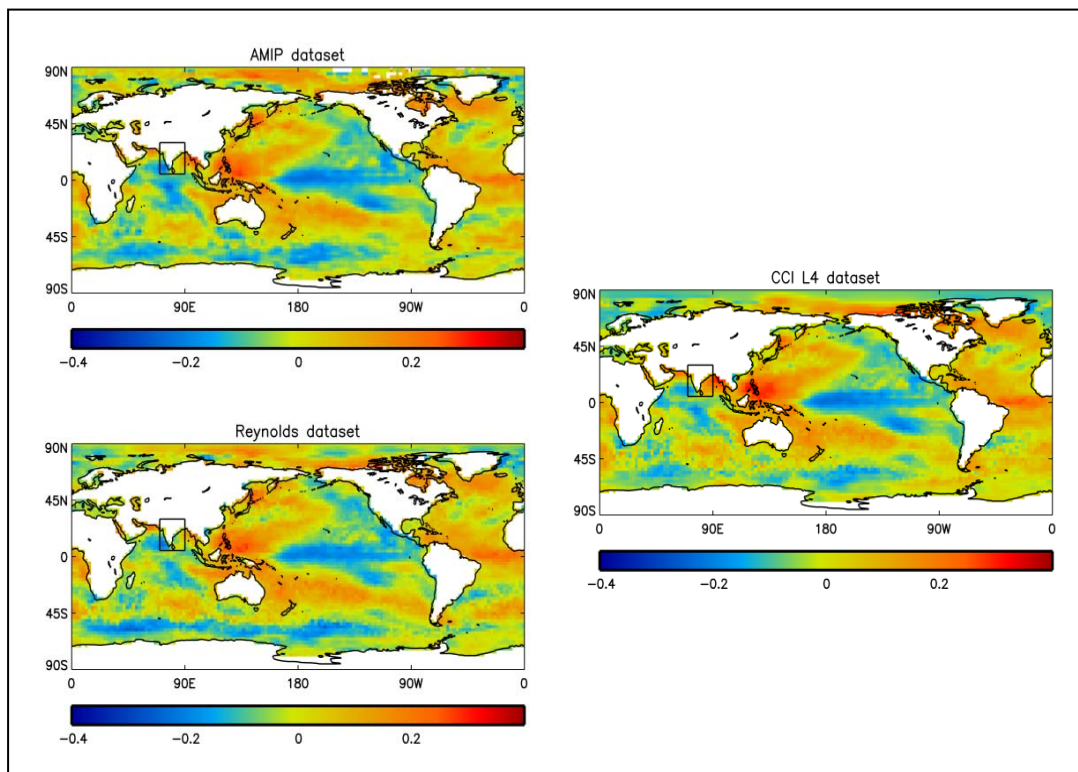 AMIP dataset
90N
45N
0
45S
90S
0 90E 180 90W 0
-0.4 -0.2 0 0.2
CCI L4 dataset
90N
45N
0
45S
90S
0 90E 180 90W 0
-0.4 -0.2 0 0.2
Reynolds dataset
90N
45N
0
45S
90S
0 90E 180 90W 0
-0.4 -0.2 0 0.2